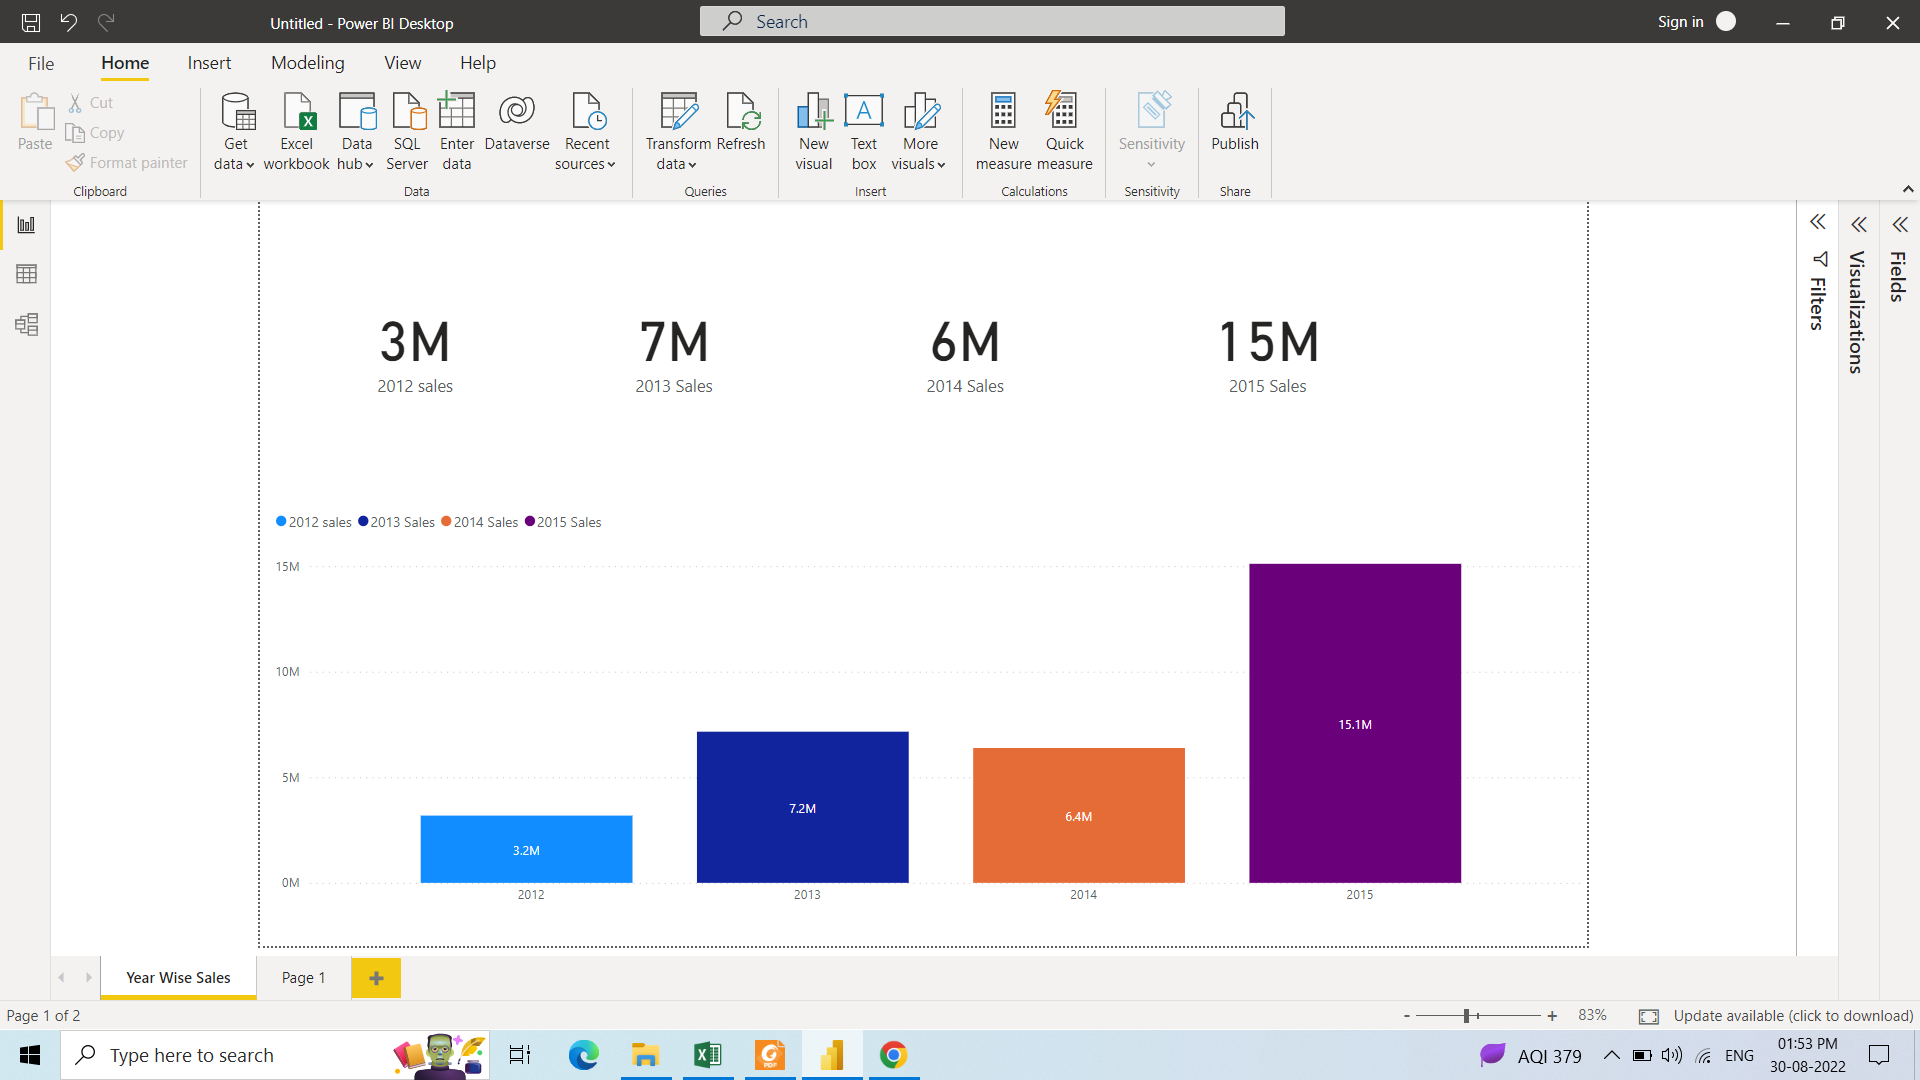 Untitled - Power BI Desktop
Search
Sign in
File Home Insert Modeling View Help
Paste
Cut
Copy
Format painter
Clipboard
Get data
Excel workbook
Data hub
SQL Server
Enter data
Dataverse
Recent sources
Data
Transform data
Refresh
Queries
New visual
Text box
More visuals
Insert
New measure
Quick measure
Calculations
Sensitivity
Sensitivity
Publish
Share
Filters
Visualizations
Fields
3M
2012 sales
7M
2013 Sales
6M
2014 Sales
15M
2015 Sales
2012 sales 2013 Sales 2014 Sales 2015 Sales
15M
10M
5M
0M
3.2M
7.2M
6.4M
15.1M
2012 2013 2014 2015
Year Wise Sales
Page 1
Page 1 of 2
- + 83%
Update available (click to download)
Type here to search
PDF
AQI 379
ENG
01:53 PM
30-08-2022